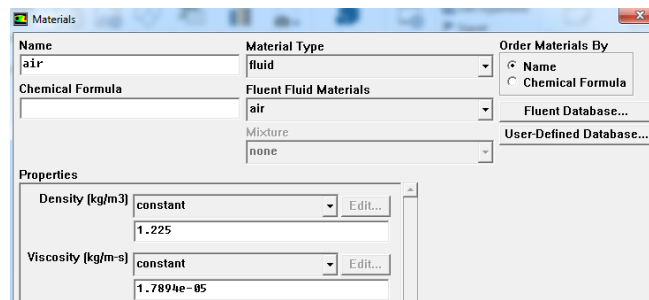 Materials
Name
air
Material Type
fluid
Order Materials By
Name
Chemical Formula
Chemical Formula
Fluent Fluid Materials
air
Fluent Database...
Mixture
none
User-Defined Database...
Properties
Density (kg/m3)
constant
Edit...
1.225
Viscosity (kg/m-s)
constant
Edit...
1.7894e-05